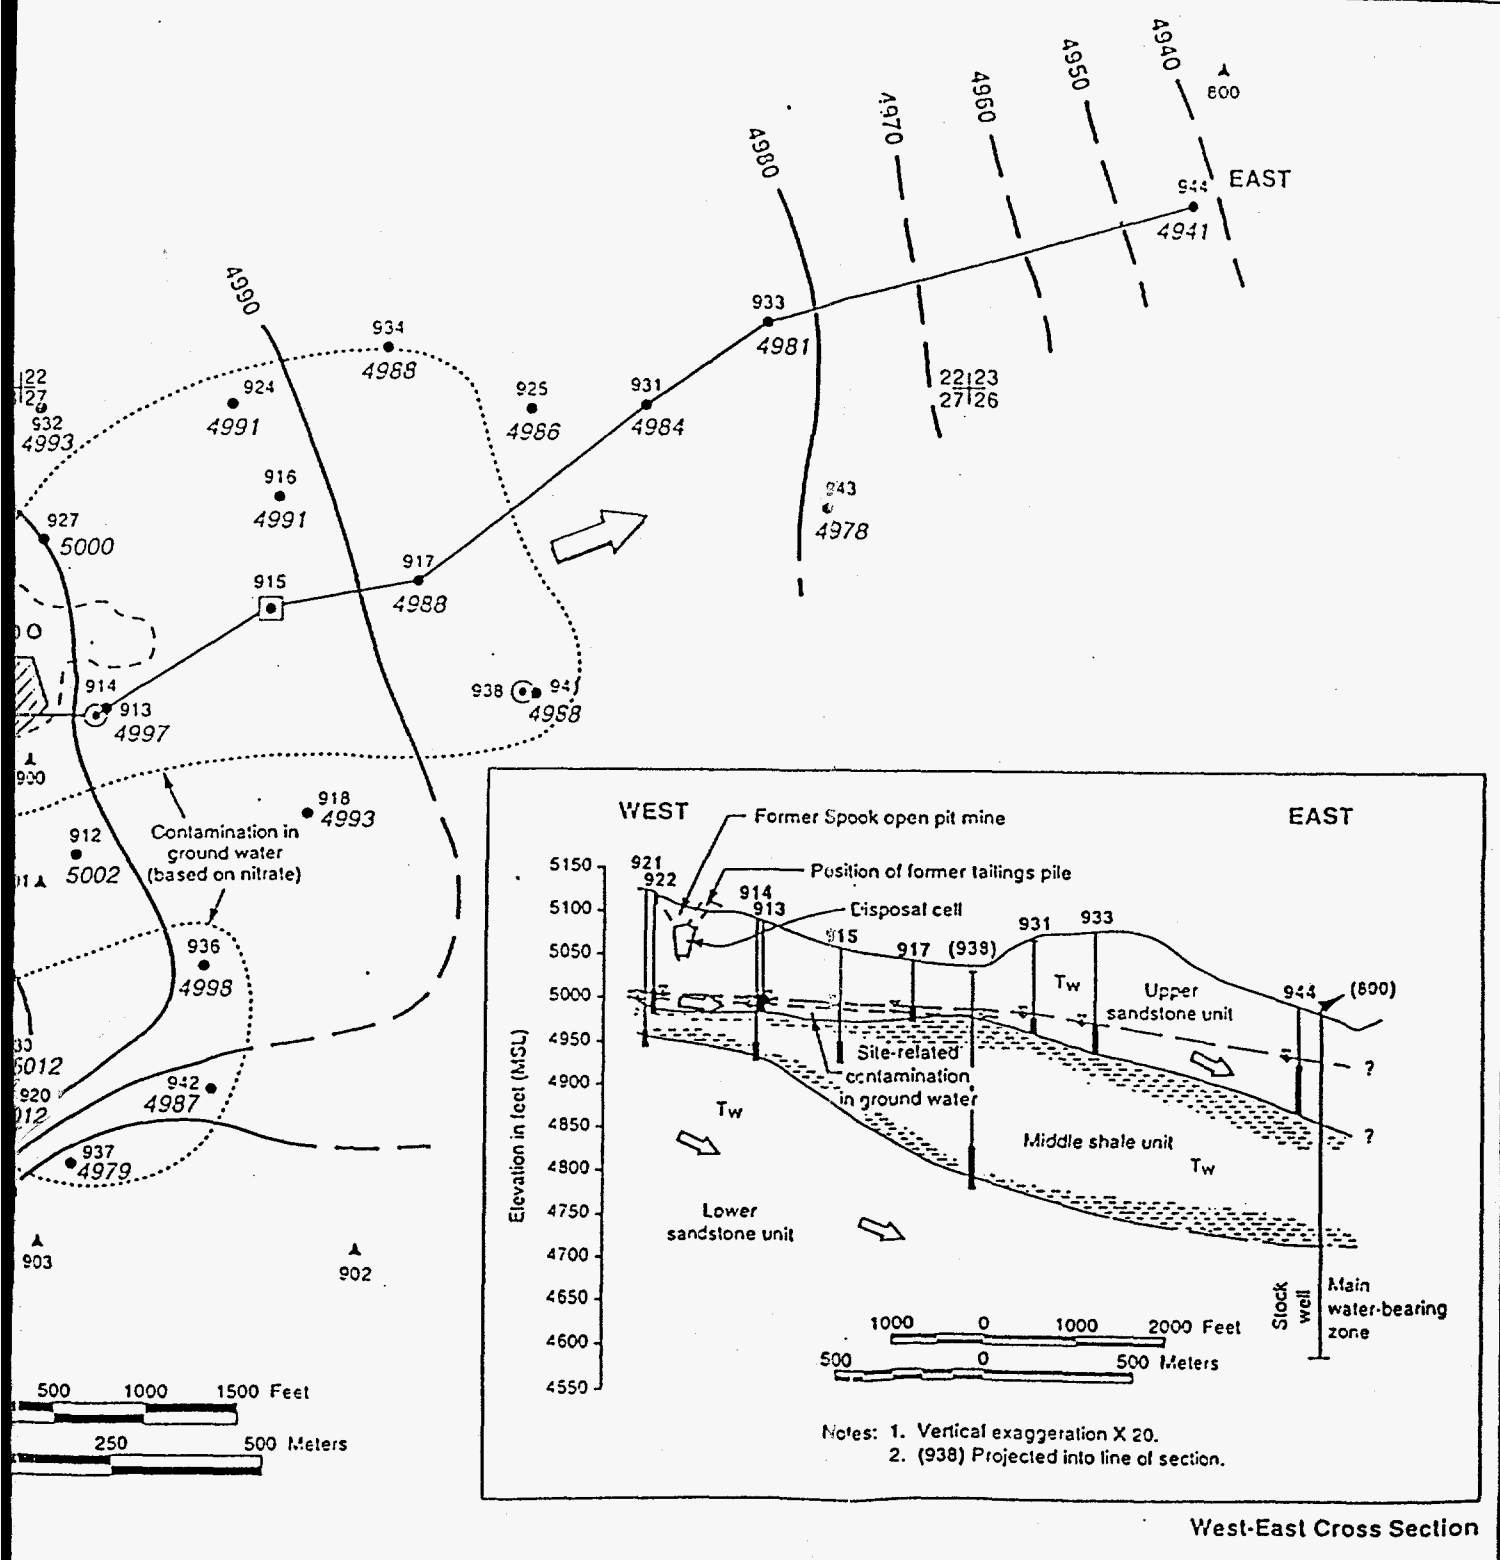 4940
4950
800
4960
4970
4980
944
EAST
4941
4990
933
4981
934
4988
22
27
924
4991
925
4986
931
4984
22 23
27 26
932
4993
916
4991
943
4978
927
5000
917
4988
915
914
913
4997
938
4988
900
918
4993
912
5002
Contamination in
ground water
(based on nitrate)
936
4998
5012
920
942
4987
937
4979
903
902
500 1000 1500 Feet
250 500 Meters
WEST
EAST
Former Spook open pit mine
Position of former tailings pile
Disposal cell
921
922
914
913
915
917
(938)
931
933
944
(800)
5150
5100
5050
5000
4950
4900
4850
4800
4750
4700
4650
4600
4550
Elevation in feet (MSL)
Tw
Upper
sandstone unit
Site-related
contamination
in ground water
?
?
Tw
Middle shale unit
Tw
Lower
sandstone unit
Stock
well
Main
water-bearing
zone
1000 0 1000 2000 Feet
500 0 500 Meters
Notes: 1. Vertical exaggeration X 20.
2. (938) Projected into line of section.
West-East Cross Section